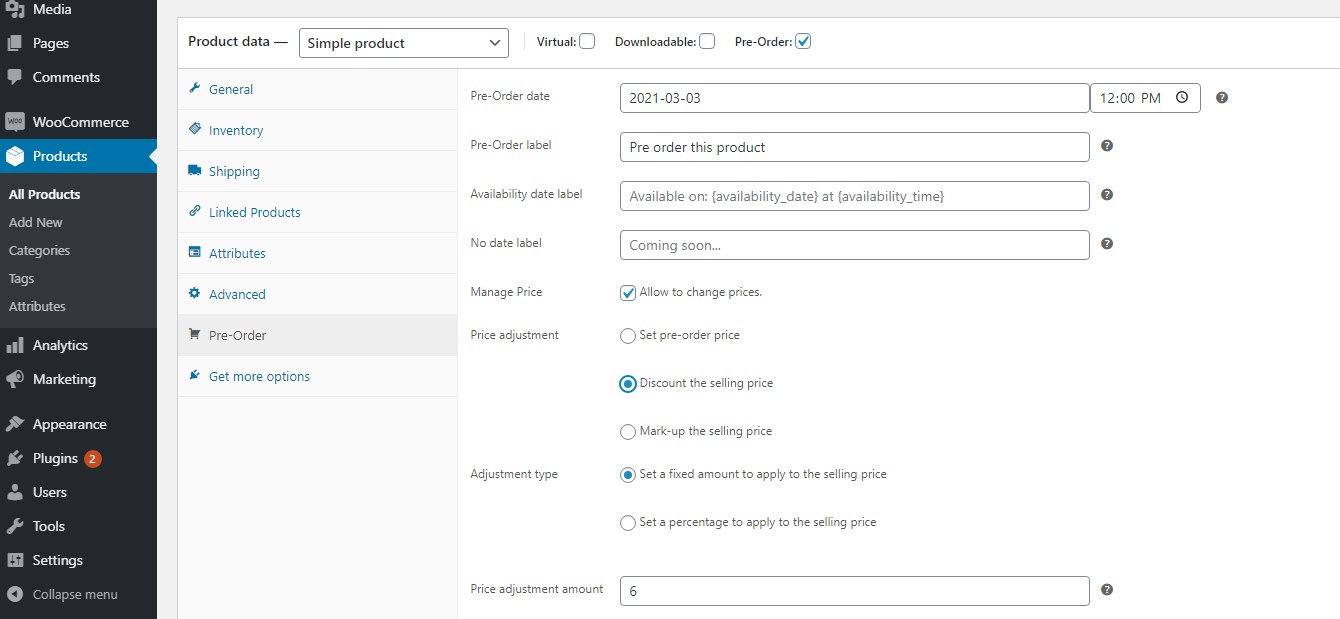 Media
Pages
Comments
WOO WooCommerce
Products
All Products
Add New
Categories
Tags
Attributes
Analytics
Marketing
Appearance
Plugins 2
Users
Tools
Settings
Collapse menu
Product data — Simple product Virtual: Downloadable: Pre-Order:
General
Inventory
Shipping
Linked Products
Attributes
Advanced
Pre-Order
Get more options
Pre-Order date 2021-03-03 12:00 PM ?
Pre-Order label Pre order this product ?
Availability date label Available on: {availability_date} at {availability_time} ?
No date label Coming soon... ?
Manage Price Allow to change prices.
Price adjustment Set pre-order price
Discount the selling price
Mark-up the selling price
Adjustment type Set a fixed amount to apply to the selling price
Set a percentage to apply to the selling price
Price adjustment amount 6 ?